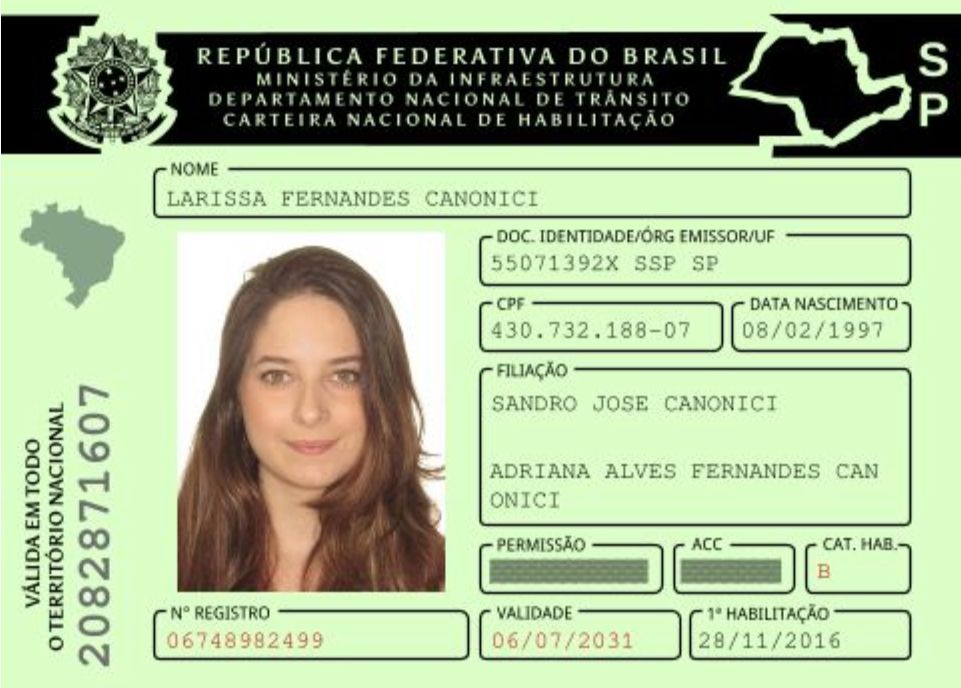 REPÚBLICA FEDERATIVA DO BRASIL
MINISTÉRIO DA INFRAESTRUTURA
DEPARTAMENTO NACIONAL DE TRÂNSITO
CARTEIRA NACIONAL DE HABILITAÇÃO
S
P
NOME
LARISSA FERNANDES CANONICI
DOC. IDENTIDADE/ÓRG EMISSOR/UF
55071392X SSP SP
CPF
430.732.188-07
DATA NASCIMENTO
08/02/1997
FILIAÇÃO
SANDRO JOSE CANONICI
ADRIANA ALVES FERNANDES CAN
ONICI
PERMISSÃO
ACC
CAT. HAB.
B
Nº REGISTRO
06748982499
VALIDADE
06/07/2031
1ª HABILITAÇÃO
28/11/2016
VÁLIDA EM TODO
O TERRITÓRIO NACIONAL
2082871607